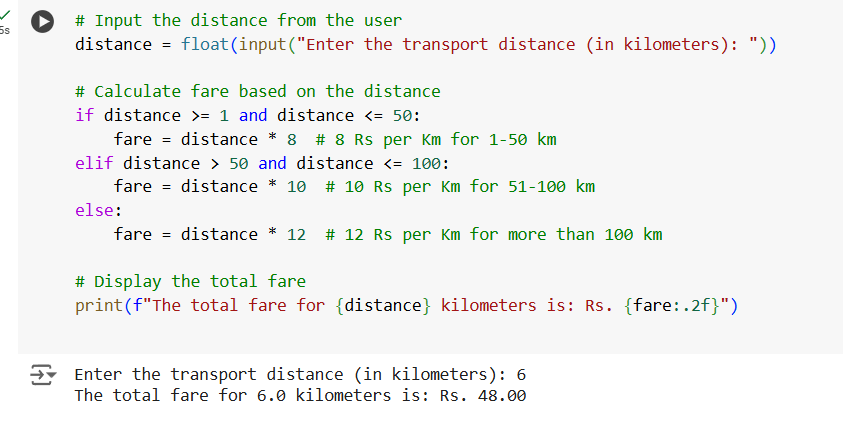 5s
# Input the distance from the user
distance = float(input("Enter the transport distance (in kilometers): "))
# Calculate fare based on the distance
if distance >= 1 and distance <= 50:
    fare = distance * 8  # 8 Rs per Km for 1-50 km
elif distance > 50 and distance <= 100:
    fare = distance * 10  # 10 Rs per Km for 51-100 km
else:
    fare = distance * 12  # 12 Rs per Km for more than 100 km
# Display the total fare
print(f"The total fare for {distance} kilometers is: Rs. {fare:.2f}")
Enter the transport distance (in kilometers): 6
The total fare for 6.0 kilometers is: Rs. 48.00